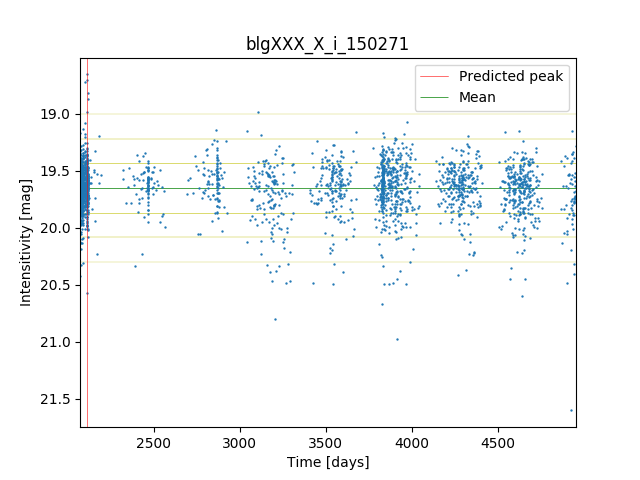 blgXXX_X_i_150271
Predicted peak
Mean
19.0
19.5
20.0
20.5
21.0
21.5
Intensitivity [mag]
2500
3000
3500
4000
4500
Time [days]